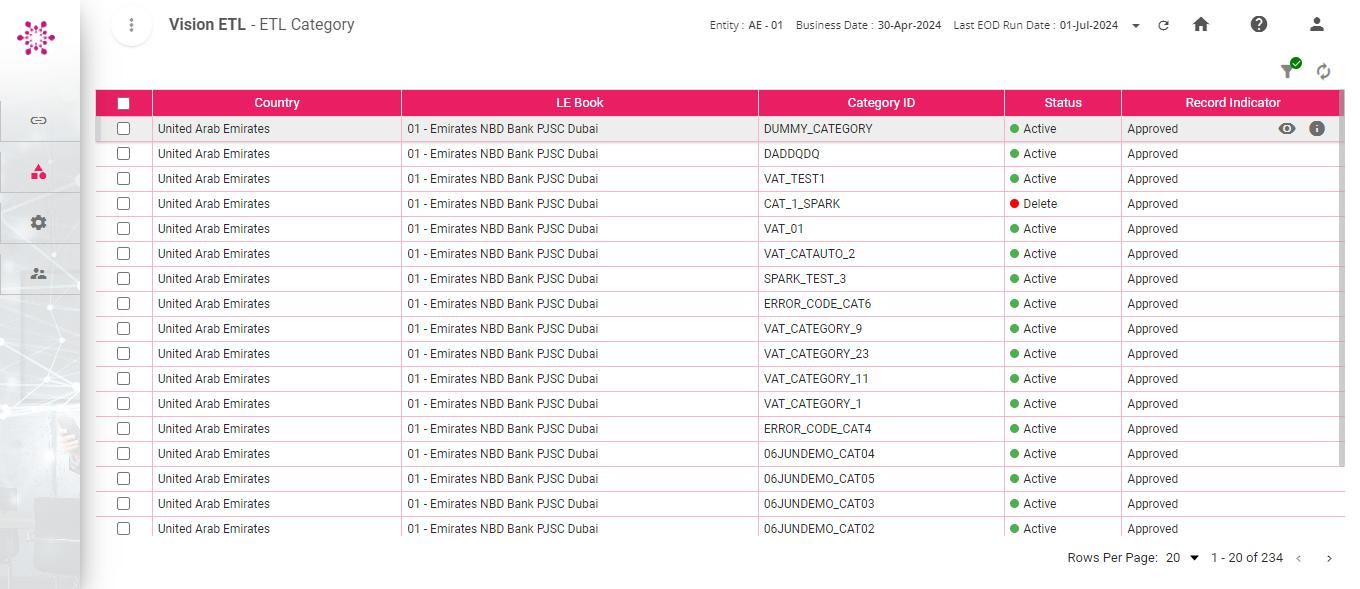 Vision ETL - ETL Category
Entity : AE - 01 Business Date : 30-Apr-2024 Last EOD Run Date : 01-Jul-2024
Country LE Book Category ID Status Record Indicator
United Arab Emirates 01 - Emirates NBD Bank PJSC Dubai DUMMY_CATEGORY Active Approved
United Arab Emirates 01 - Emirates NBD Bank PJSC Dubai DADDQDQ Active Approved
United Arab Emirates 01 - Emirates NBD Bank PJSC Dubai VAT_TEST1 Active Approved
United Arab Emirates 01 - Emirates NBD Bank PJSC Dubai CAT_1_SPARK Delete Approved
United Arab Emirates 01 - Emirates NBD Bank PJSC Dubai VAT_01 Active Approved
United Arab Emirates 01 - Emirates NBD Bank PJSC Dubai VAT_CATAUTO_2 Active Approved
United Arab Emirates 01 - Emirates NBD Bank PJSC Dubai SPARK_TEST_3 Active Approved
United Arab Emirates 01 - Emirates NBD Bank PJSC Dubai ERROR_CODE_CAT6 Active Approved
United Arab Emirates 01 - Emirates NBD Bank PJSC Dubai VAT_CATEGORY_9 Active Approved
United Arab Emirates 01 - Emirates NBD Bank PJSC Dubai VAT_CATEGORY_23 Active Approved
United Arab Emirates 01 - Emirates NBD Bank PJSC Dubai VAT_CATEGORY_11 Active Approved
United Arab Emirates 01 - Emirates NBD Bank PJSC Dubai VAT_CATEGORY_1 Active Approved
United Arab Emirates 01 - Emirates NBD Bank PJSC Dubai ERROR_CODE_CAT4 Active Approved
United Arab Emirates 01 - Emirates NBD Bank PJSC Dubai 06JUNDEMO_CAT04 Active Approved
United Arab Emirates 01 - Emirates NBD Bank PJSC Dubai 06JUNDEMO_CAT05 Active Approved
United Arab Emirates 01 - Emirates NBD Bank PJSC Dubai 06JUNDEMO_CAT03 Active Approved
United Arab Emirates 01 - Emirates NBD Bank PJSC Dubai 06JUNDEMO_CAT02 Active Approved
Rows Per Page: 20 1 - 20 of 234